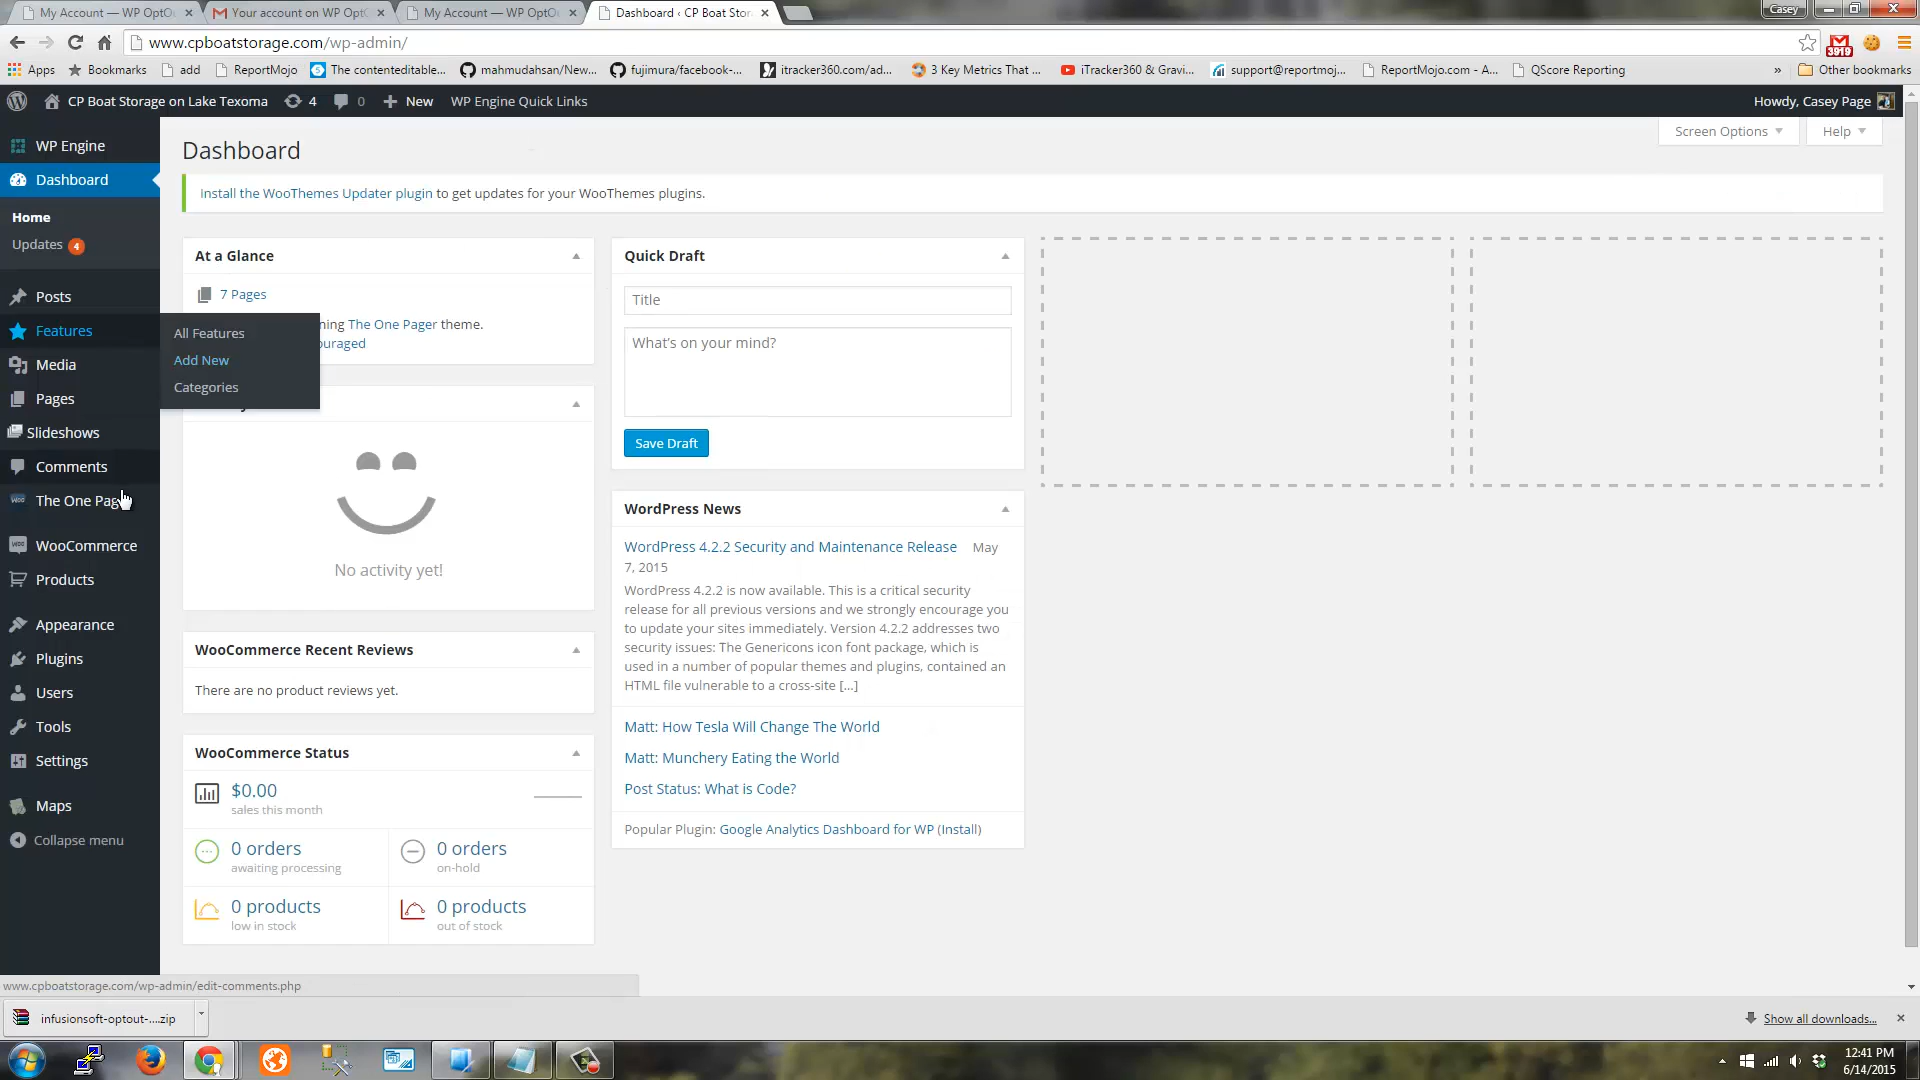 My Account — WP OptO
Your account on WP Opt
My Account — WP OptO
Dashboard ‹ CP Boat Stor
Casey
www.cpboatstorage.com/wp-admin/
3919
Apps
Bookmarks
add
ReportMojo
The contenteditable...
mahmudahsan/New...
fujimura/facebook-...
itracker360.com/ad...
3 Key Metrics That ...
iTracker360 & Gravi...
support@reportmoj...
ReportMojo.com - A...
QScore Reporting
»
Other bookmarks
CP Boat Storage on Lake Texoma
4
0
New
WP Engine Quick Links
Howdy, Casey Page
WP Engine
Dashboard
Home
Updates 4
Posts
Features
Media
Pages
Slideshows
Comments
The One Pag
WooCommerce
Products
Appearance
Plugins
Users
Tools
Settings
Maps
Collapse menu
All Features
Add New
Categories
Screen Options
Help
Dashboard
Install the WooThemes Updater plugin to get updates for your WooThemes plugins.
At a Glance
7 Pages
ning The One Pager theme.
ouraged
No activity yet!
WooCommerce Recent Reviews
There are no product reviews yet.
WooCommerce Status
$0.00
sales this month
0 orders
awaiting processing
0 orders
on-hold
0 products
low in stock
0 products
out of stock
Quick Draft
Title
What's on your mind?
Save Draft
WordPress News
WordPress 4.2.2 Security and Maintenance Release May
7, 2015
WordPress 4.2.2 is now available. This is a critical security
release for all previous versions and we strongly encourage you
to update your sites immediately. Version 4.2.2 addresses two
security issues: The Genericons icon font package, which is
used in a number of popular themes and plugins, contained an
HTML file vulnerable to a cross-site [...]
Matt: How Tesla Will Change The World
Matt: Munchery Eating the World
Post Status: What is Code?
Popular Plugin: Google Analytics Dashboard for WP (Install)
www.cpboatstorage.com/wp-admin/edit-comments.php
infusionsoft-optout-....zip
Show all downloads...
12:41 PM
6/14/2015